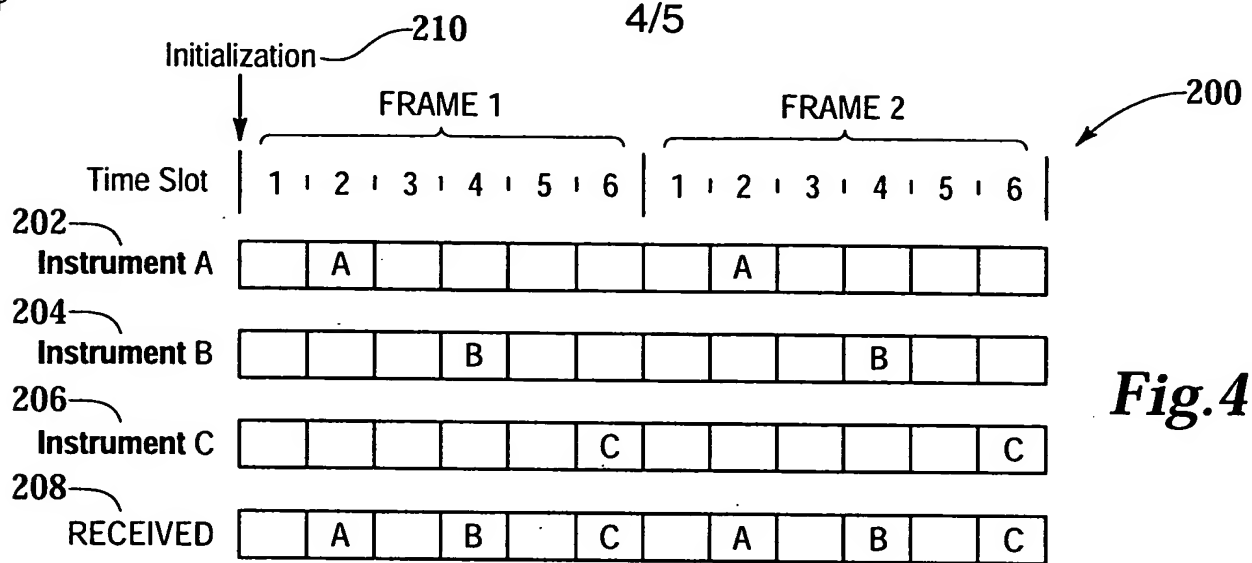 4/5
210
Initialization
200
FRAME 1 FRAME 2
Time Slot 1 2 3 4 5 6 1 2 3 4 5 6
202
Instrument A A A
204
Instrument B B B
Fig.4
206
Instrument C C C
208
RECEIVED A B C A B C